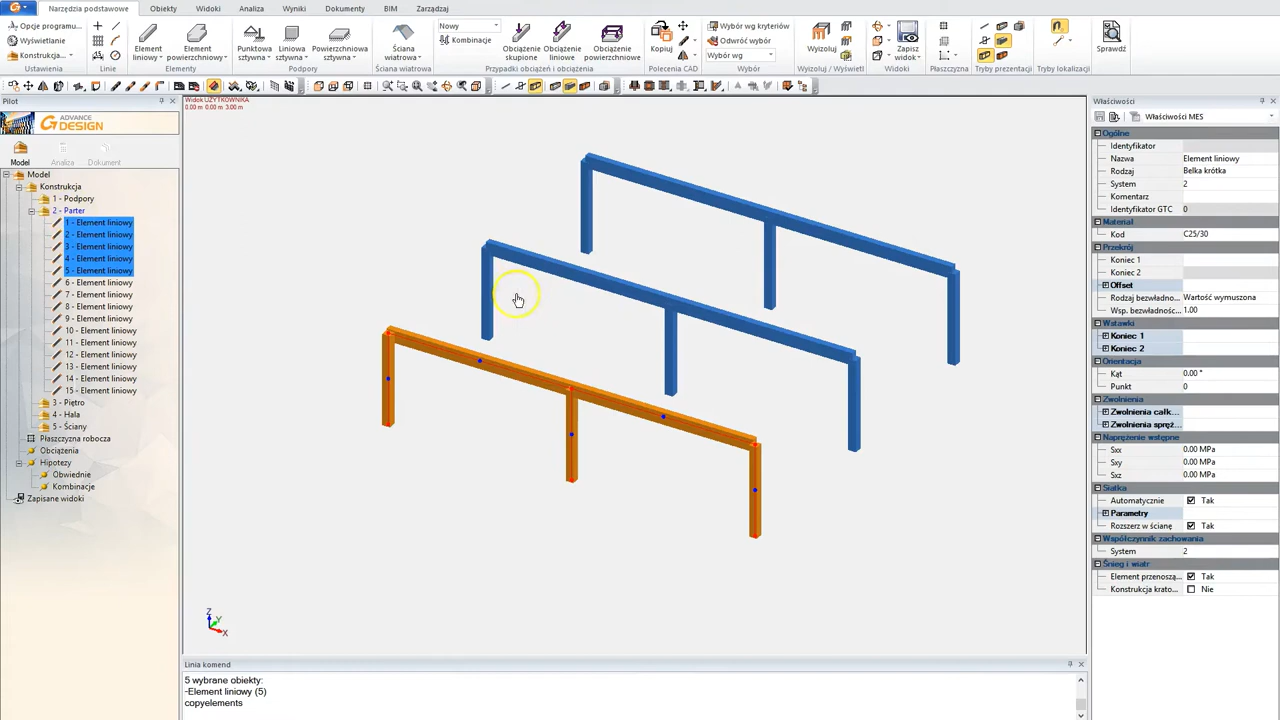 Narzędzia podstawowe
Obiekty
Widoki
Analiza
Wyniki
Dokumenty
BIM
Zarządzaj
Opcje programu...
Wyświetlanie
Konstrukcja...
Ustawienia
Linie
Element liniowy
Element powierzchniowy
Elementy
Punktowa sztywna
Liniowa sztywna
Powierzchniowa sztywna
Podpory
Ściana wiatrowa
Ściana wiatrowa
Nowy
Kombinacje
Obciążenie skupione
Obciążenie liniowe
Obciążenie powierzchniowe
Przypadki obciążeń i obciążenia
Kopiuj
Polecenia CAD
Wybór wg kryteriów
Odwróć wybór
Wybór wg
Wybór
Wyizoluj
Wyizoluj / Wyświetl
Zapisz widok
Widoki
Płaszczyzna
Tryby prezentacji
Tryby lokalizacji
Sprawdź
Pilot
GRAITEC ADVANCE DESIGN
Model
Analiza
Dokument
Model
Konstrukcja
1 - Podpory
2 - Parter
1 - Element liniowy
2 - Element liniowy
3 - Element liniowy
4 - Element liniowy
5 - Element liniowy
6 - Element liniowy
7 - Element liniowy
8 - Element liniowy
9 - Element liniowy
10 - Element liniowy
11 - Element liniowy
12 - Element liniowy
13 - Element liniowy
14 - Element liniowy
15 - Element liniowy
3 - Piętro
4 - Hala
5 - Ściany
Płaszczyzna robocza
Obciążenia
Hipotezy
Obwiednie
Kombinacje
Zapisane widoki
Widok UŻYTKOWNIKA
0.00 m 0.00 m 3.00 m
Z
Y
X
Linia komend
5 wybrane obiekty:
-Element liniowy (5)
copyelements
Właściwości
Właściwości MES
Ogólne
Identyfikator
Nazwa Element liniowy
Rodzaj Belka krótka
System 2
Komentarz
Identyfikator GTC 0
Materiał
Kod C25/30
Przekrój
Koniec 1
Koniec 2
Offset
Rodzaj bezwładno... Wartość wymuszona
Wsp. bezwładnośc... 1.00
Wstawki
Koniec 1
Koniec 2
Orientacja
Kąt 0.00 °
Punkt 0
Zwolnienia
Zwolnienia całk...
Zwolnienia spręż...
Naprężenie wstępne
Sxx 0.00 MPa
Sxy 0.00 MPa
Sxz 0.00 MPa
Siatka
Automatycznie Tak
Parametry
Rozszerz w ścianę Tak
Współczynnik zachowania
System 2
Śnieg i wiatr
Element przenoszą... Tak
Konstrukcja krato... Nie